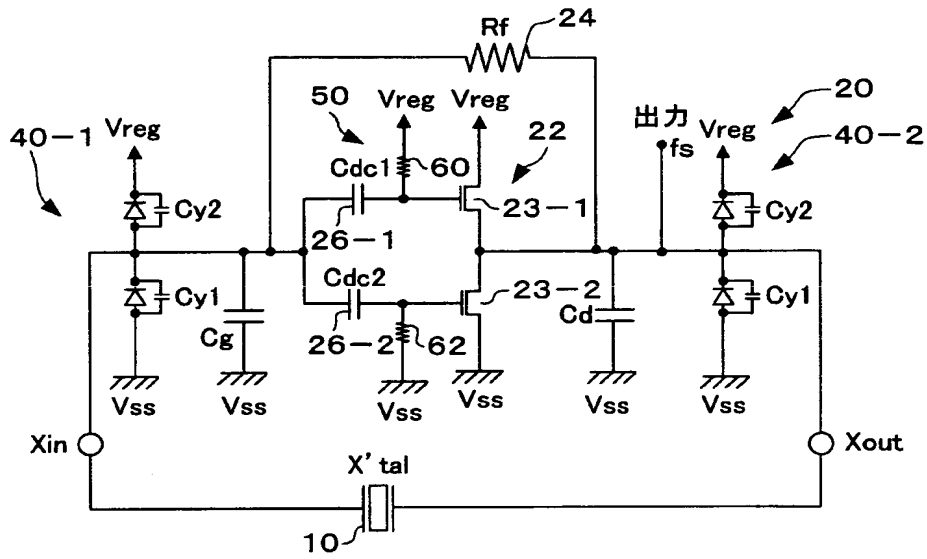 Rf
24
50
Vreg
Vreg
出力
fs
Vreg
20
40-2
40-1
Vreg
Cdc1
60
22
Cy2
26-1
23-1
Cy2
Cdc2
23-2
Cy1
Cg
26-2
62
Cd
Cy1
Vss
Vss
Vss
Vss
Vss
Vss
Xin
X'tal
Xout
10